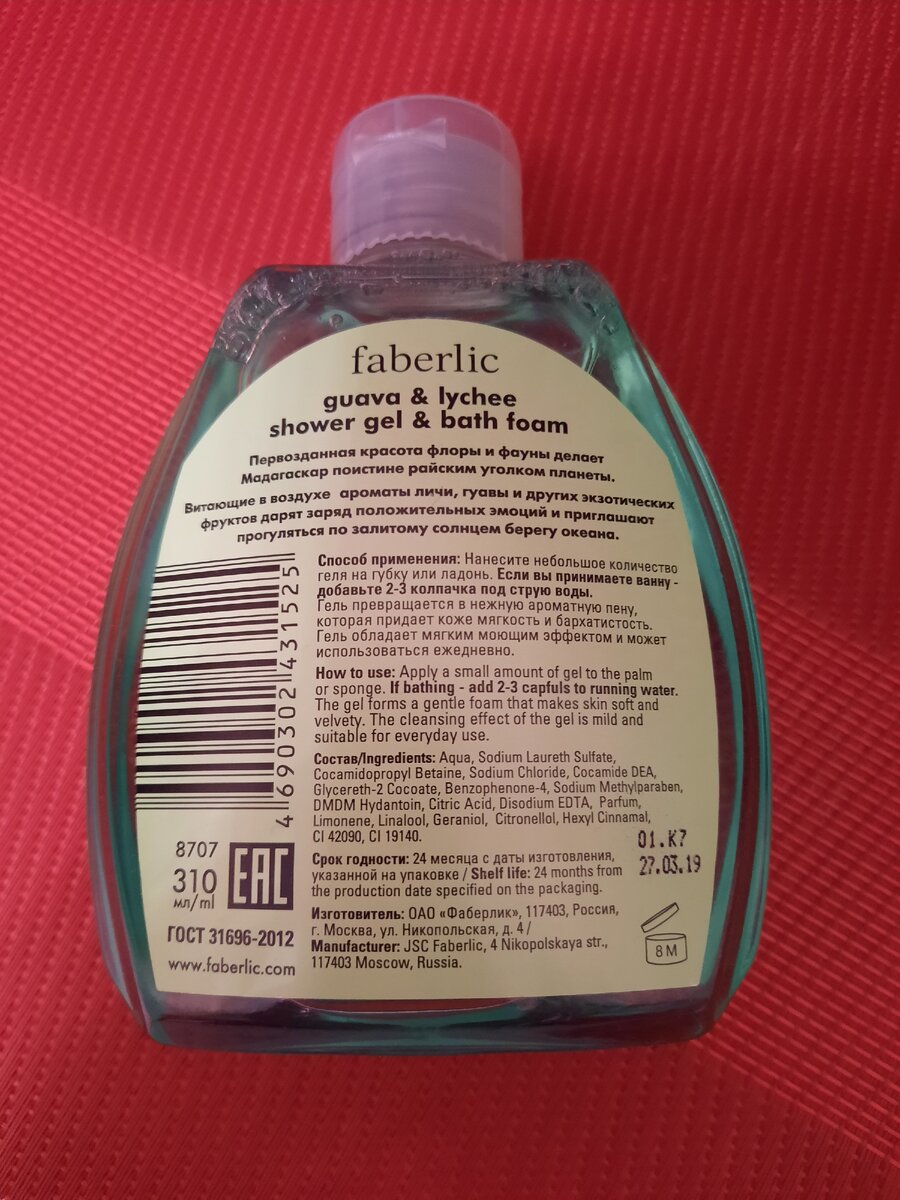 faberlic
guava & lychee
shower gel & bath foam
Первозданная красота флоры и фауны делает
Мадагаскар поистине райским уголком планеты.
Витающие в воздухе ароматы личи, гуавы и других экзотических
фруктов дарят заряд положительных эмоций и приглашают
прогуляться по залитому солнцем берегу океана.
Способ применения: Нанесите небольшое количество
геля на губку или ладонь. Если вы принимаете ванну -
добавьте 2-3 колпачка под струю воды.
Гель превращается в нежную ароматную пену,
которая придает коже мягкость и бархатистость.
Гель обладает мягким моющим эффектом и может
использоваться ежедневно.
How to use: Apply a small amount of gel to the palm
or sponge. If bathing - add 2-3 capfuls to running water.
The gel forms a gentle foam that makes skin soft and
velvety. The cleansing effect of the gel is mild and
suitable for everyday use.
Состав/Ingredients: Aqua, Sodium Laureth Sulfate,
Cocamidopropyl Betaine, Sodium Chloride, Cocamide DEA,
Glycereth-2 Cocoate, Benzophenone-4, Sodium Methylparaben,
DMDM Hydantoin, Citric Acid, Disodium EDTA, Parfum,
Limonene, Linalool, Geraniol, Citronellol, Hexyl Cinnamal,
CI 42090, CI 19140.
Срок годности: 24 месяца с даты изготовления,
указанной на упаковке / Shelf life: 24 months from
the production date specified on the packaging.
Изготовитель: ОАО «Фаберлик», 117403, Россия,
г. Москва, ул. Никопольская, д. 4 /
Manufacturer: JSC Faberlic, 4 Nikopolskaya str.,
117403 Moscow, Russia.
4 690302 431525
8707
310
мл/ml
EAC
ГОСТ 31696-2012
www.faberlic.com
01.К7
27.03.19
8M